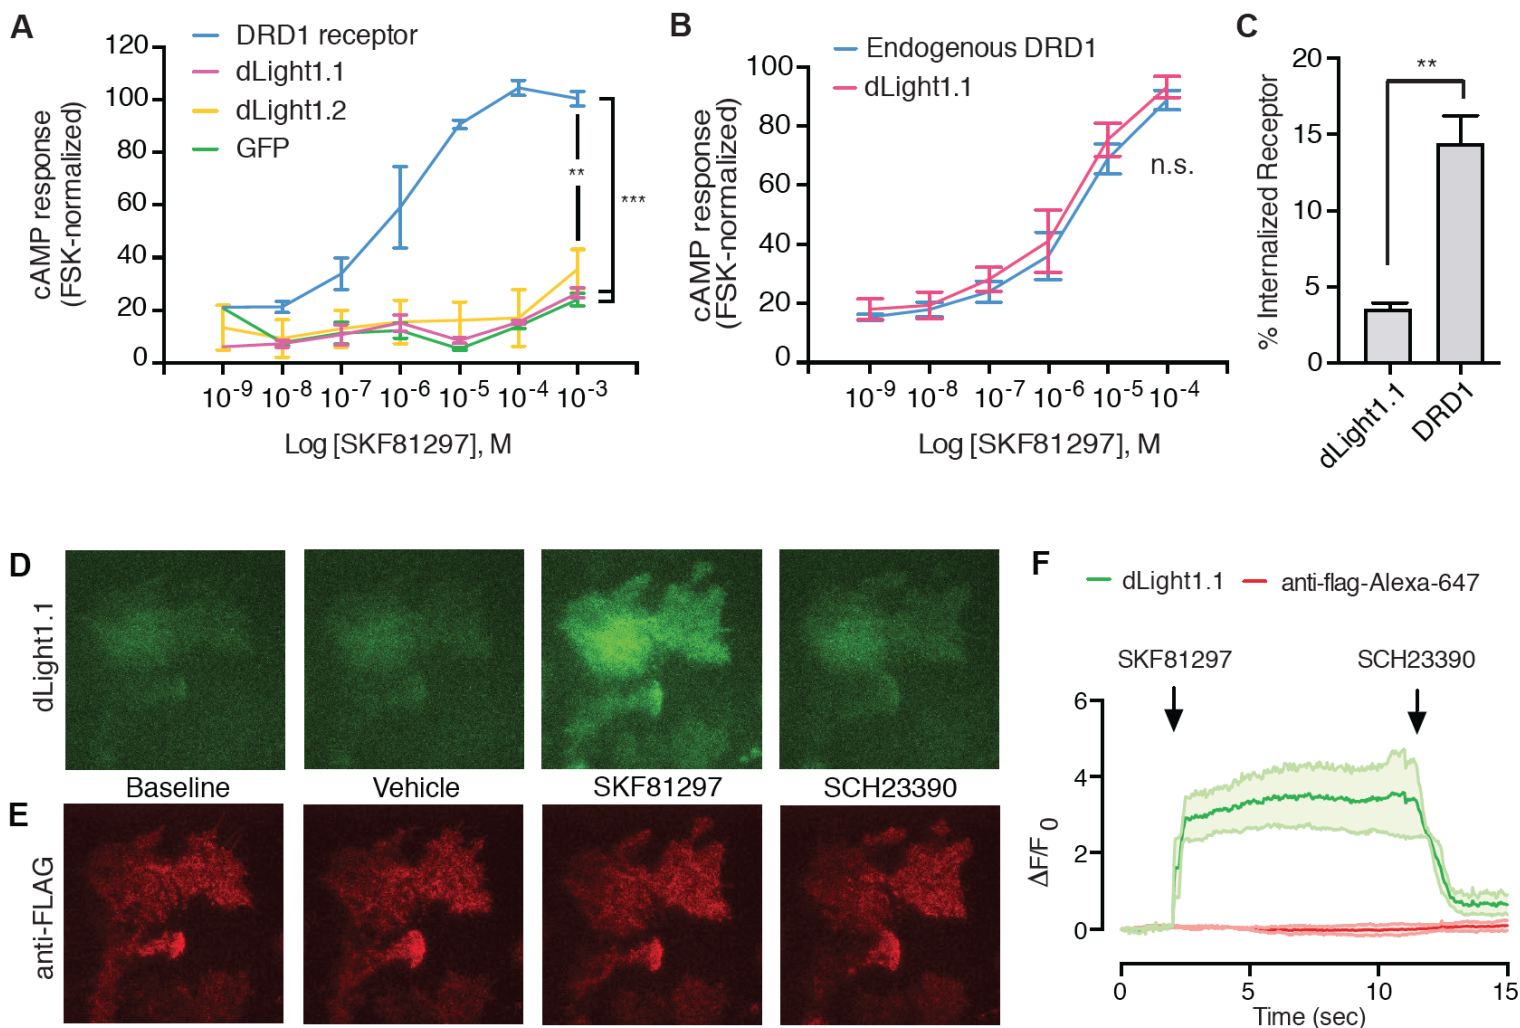 A
DRD1 receptor
dLight1.1
dLight1.2
GFP
cAMP response
(FSK-normalized)
120
100
80
60
40
20
0
**
***
10-9 10-8 10-7 10-6 10-5 10-4 10-3
Log [SKF81297], M
B
Endogenous DRD1
dLight1.1
cAMP response
(FSK-normalized)
100
80
60
40
20
0
n.s.
10-9 10-8 10-7 10-6 10-5 10-4
Log [SKF81297], M
C
% Internalized Receptor
20
15
10
5
0
**
dLight1.1
DRD1
D
dLight1.1
Baseline
Vehicle
SKF81297
SCH23390
E
anti-FLAG
F
dLight1.1
anti-flag-Alexa-647
SKF81297
SCH23390
ΔF/F 0
6
4
2
0
0 5 10 15
Time (sec)